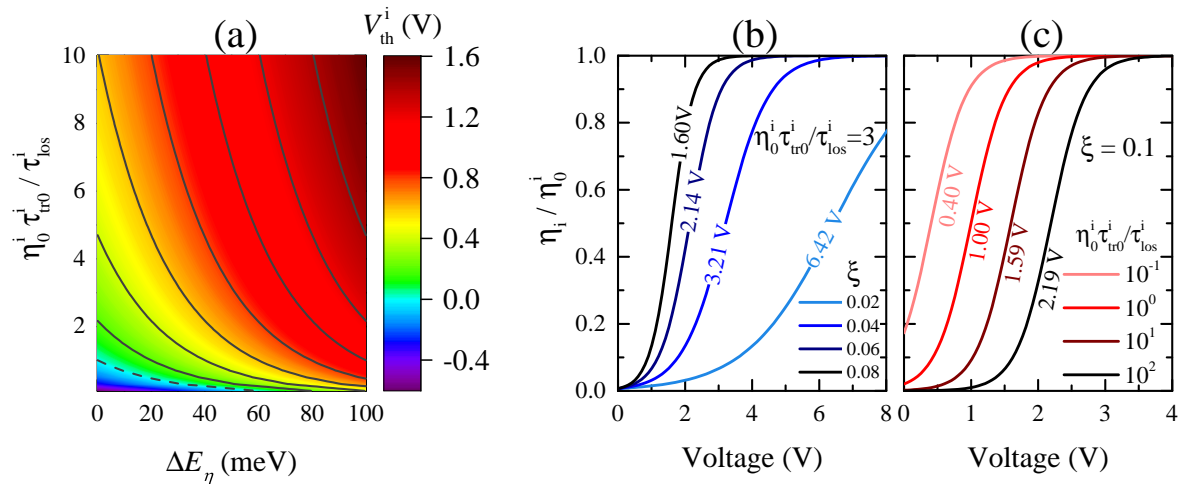 (a)
V_th^i (V)
η_0^i τ_tr0^i / τ_los^i
10
8
6
4
2
0
20
40
60
80
100
ΔE_η (meV)
1.6
1.2
0.8
0.4
0.0
-0.4
(b)
η_i / η_0^i
1.0
0.8
0.6
0.4
0.2
0.0
1.60V
2.14 V
3.21 V
6.42 V
η_0^i τ_tr0^i/τ_los^i=3
ξ
0.02
0.04
0.06
0.08
0
2
4
6
8
Voltage (V)
(c)
0.40 V
1.00 V
1.59 V
2.19 V
ξ = 0.1
η_0^i τ_tr0^i/τ_los^i
10^-1
10^0
10^1
10^2
0
1
2
3
4
Voltage (V)